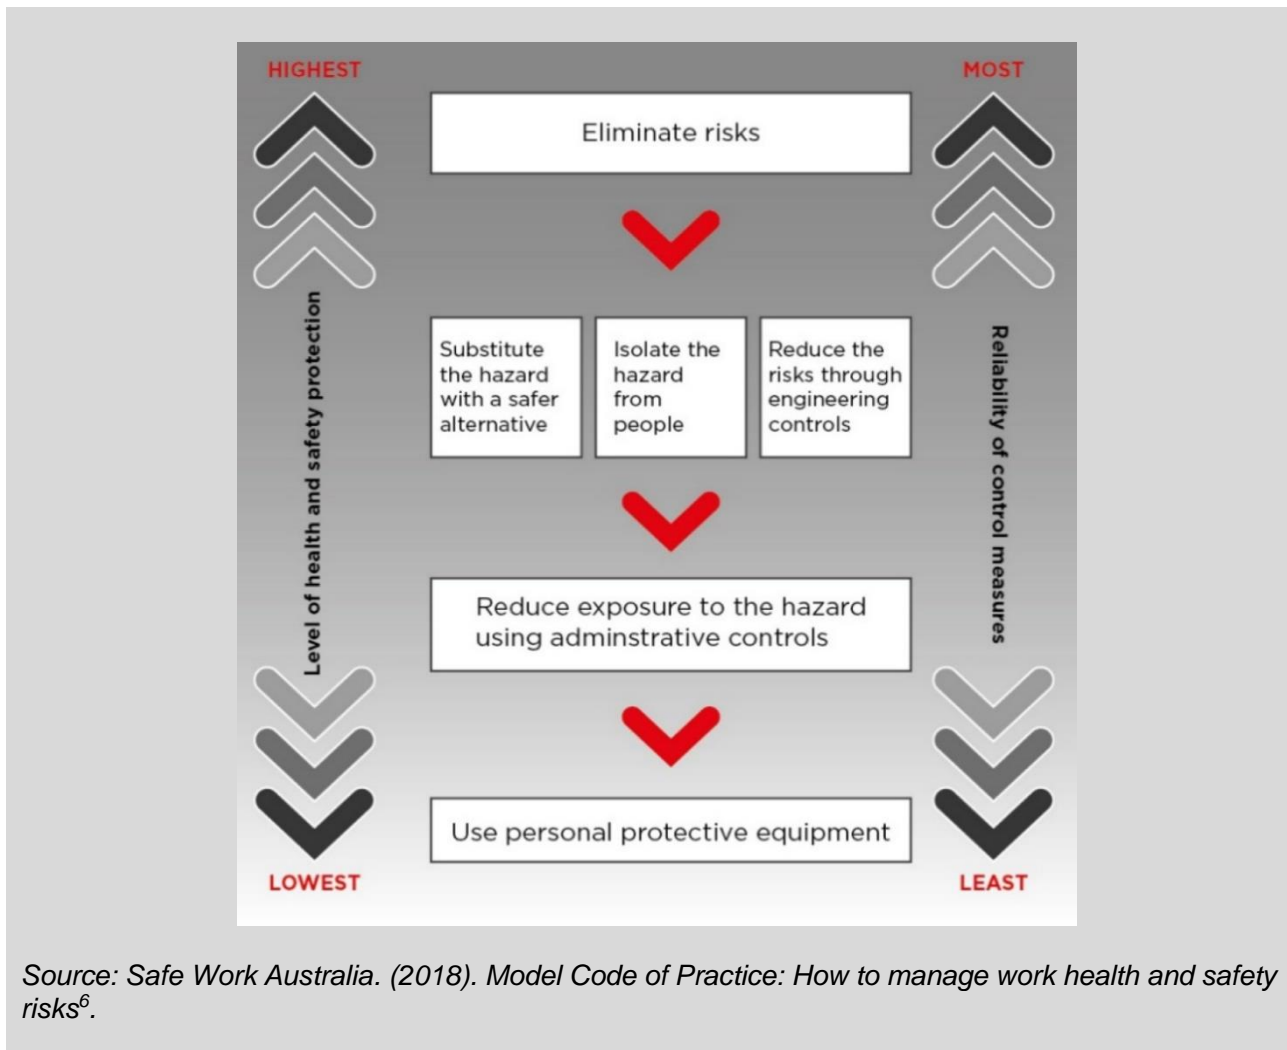 HIGHEST
MOST
Eliminate risks
Substitute
the hazard
with a safer
alternative
Isolate the
hazard
from
people
Reduce the
risks through
engineering
controls
Level of health and safety protection
Reliability of control measures
Reduce exposure to the hazard
using adminstrative controls
Use personal protective equipment
LOWEST
LEAST
Source: Safe Work Australia. (2018). Model Code of Practice: How to manage work health and safety
risks⁶.